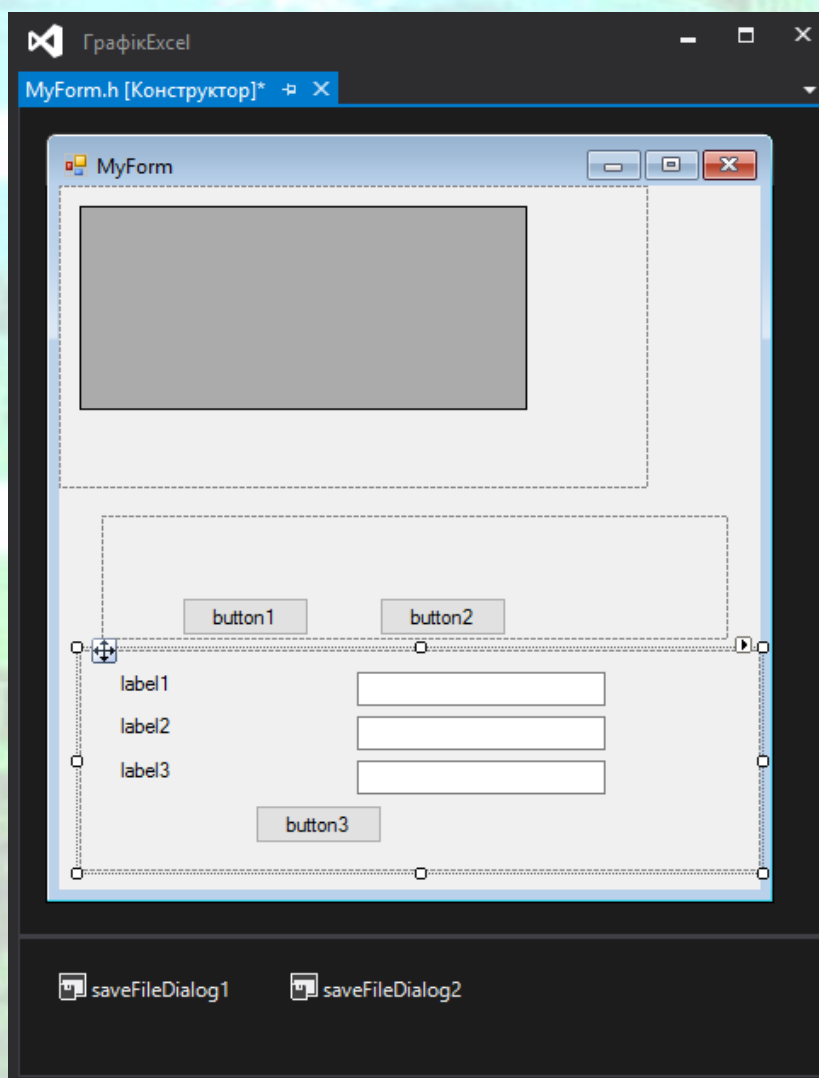 ГрафікExcel
MyForm.h [Конструктор]*
MyForm
button1 button2
label1
label2
label3
button3
saveFileDialog1 saveFileDialog2